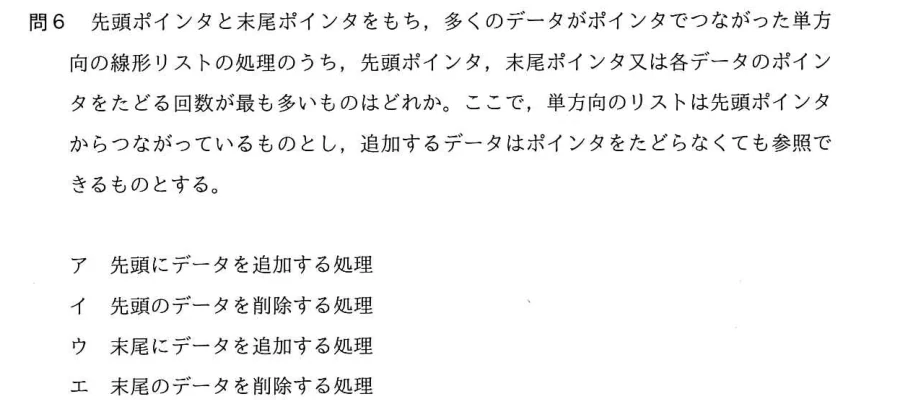 問6 先頭ポインタと末尾ポインタをもち，多くのデータがポインタでつながった単方
向の線形リストの処理のうち，先頭ポインタ，末尾ポインタ又は各データのポイン
タをたどる回数が最も多いものはどれか。ここで，単方向のリストは先頭ポインタ
からつながっているものとし，追加するデータはポインタをたどらなくても参照で
きるものとする。
ア 先頭にデータを追加する処理
イ 先頭のデータを削除する処理
ウ 末尾にデータを追加する処理
エ 末尾のデータを削除する処理